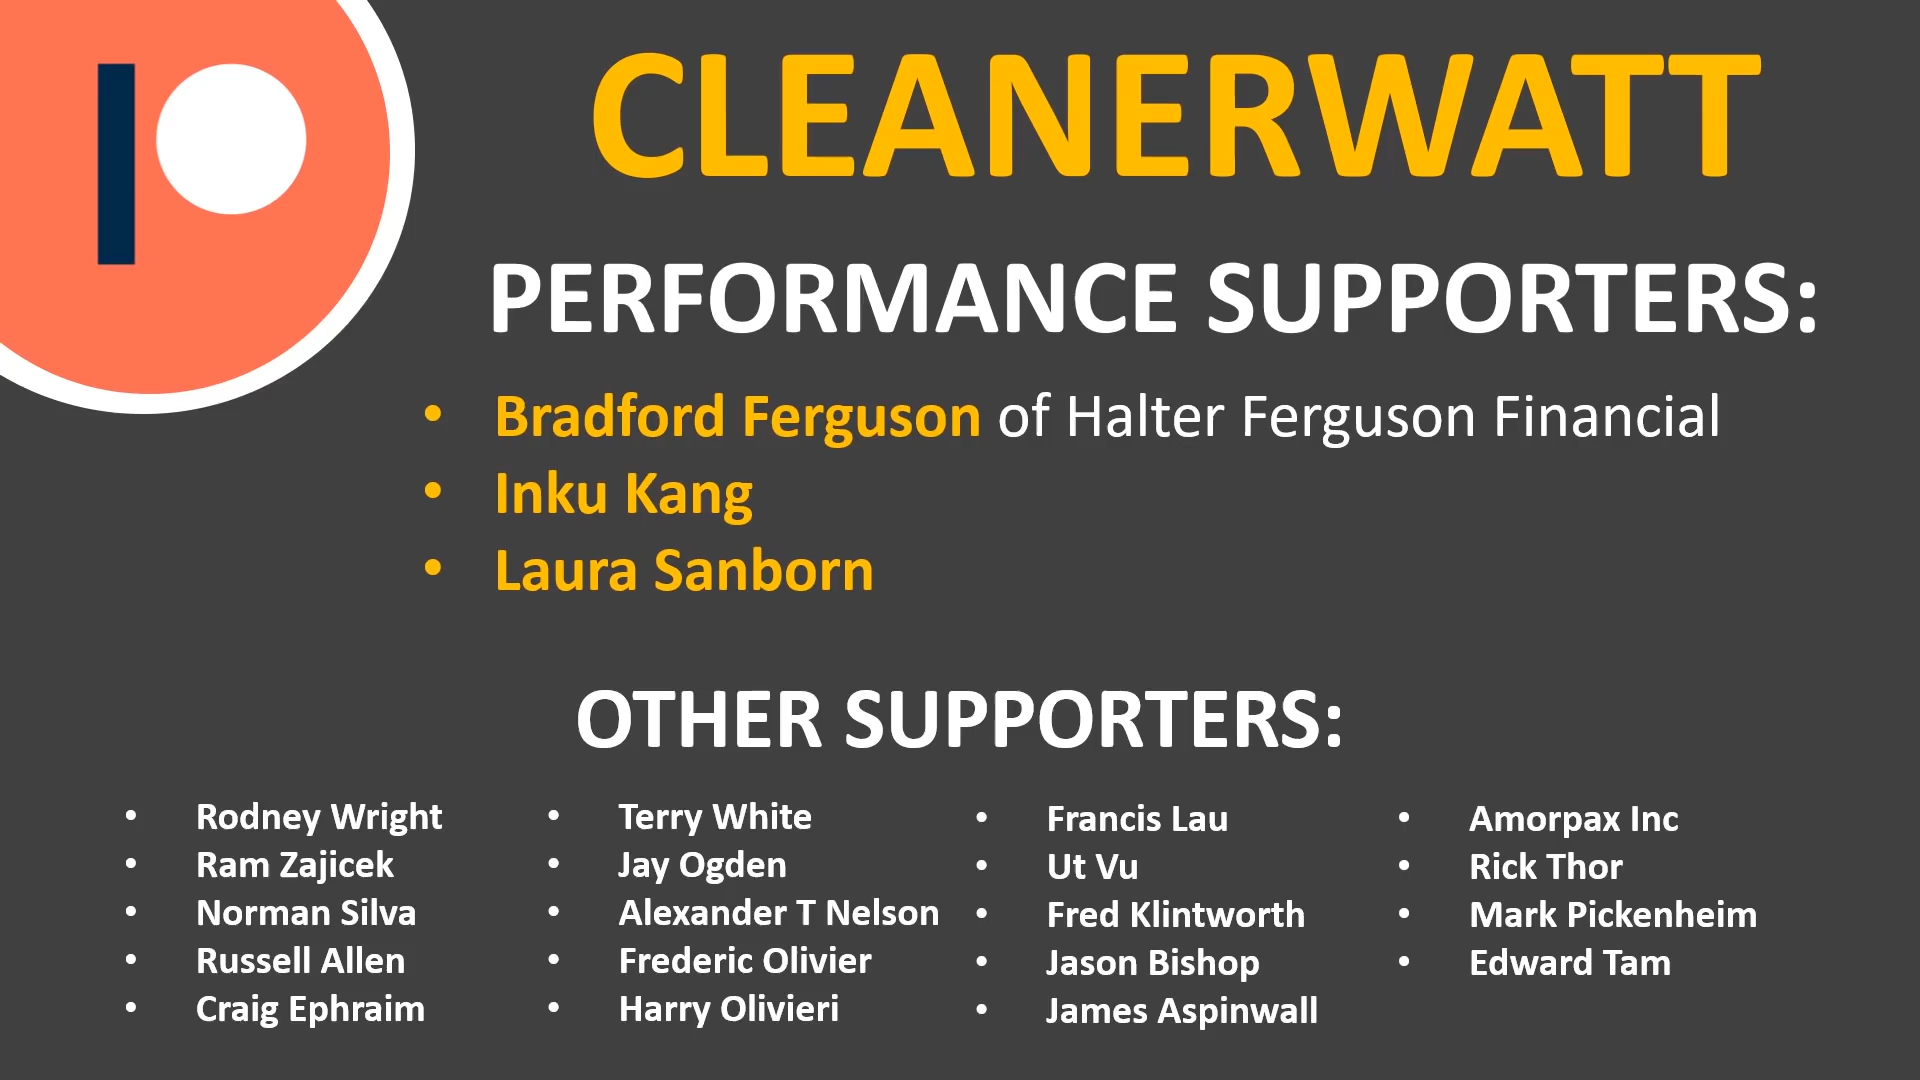 CLEANERWATT
PERFORMANCE SUPPORTERS:
• Bradford Ferguson of Halter Ferguson Financial
• Inku Kang
• Laura Sanborn
OTHER SUPPORTERS:
• Rodney Wright
• Ram Zajicek
• Norman Silva
• Russell Allen
• Craig Ephraim
• Terry White
• Jay Ogden
• Alexander T Nelson
• Frederic Olivier
• Harry Olivieri
• Francis Lau
• Ut Vu
• Fred Klintworth
• Jason Bishop
• James Aspinwall
• Amorpax Inc
• Rick Thor
• Mark Pickenheim
• Edward Tam